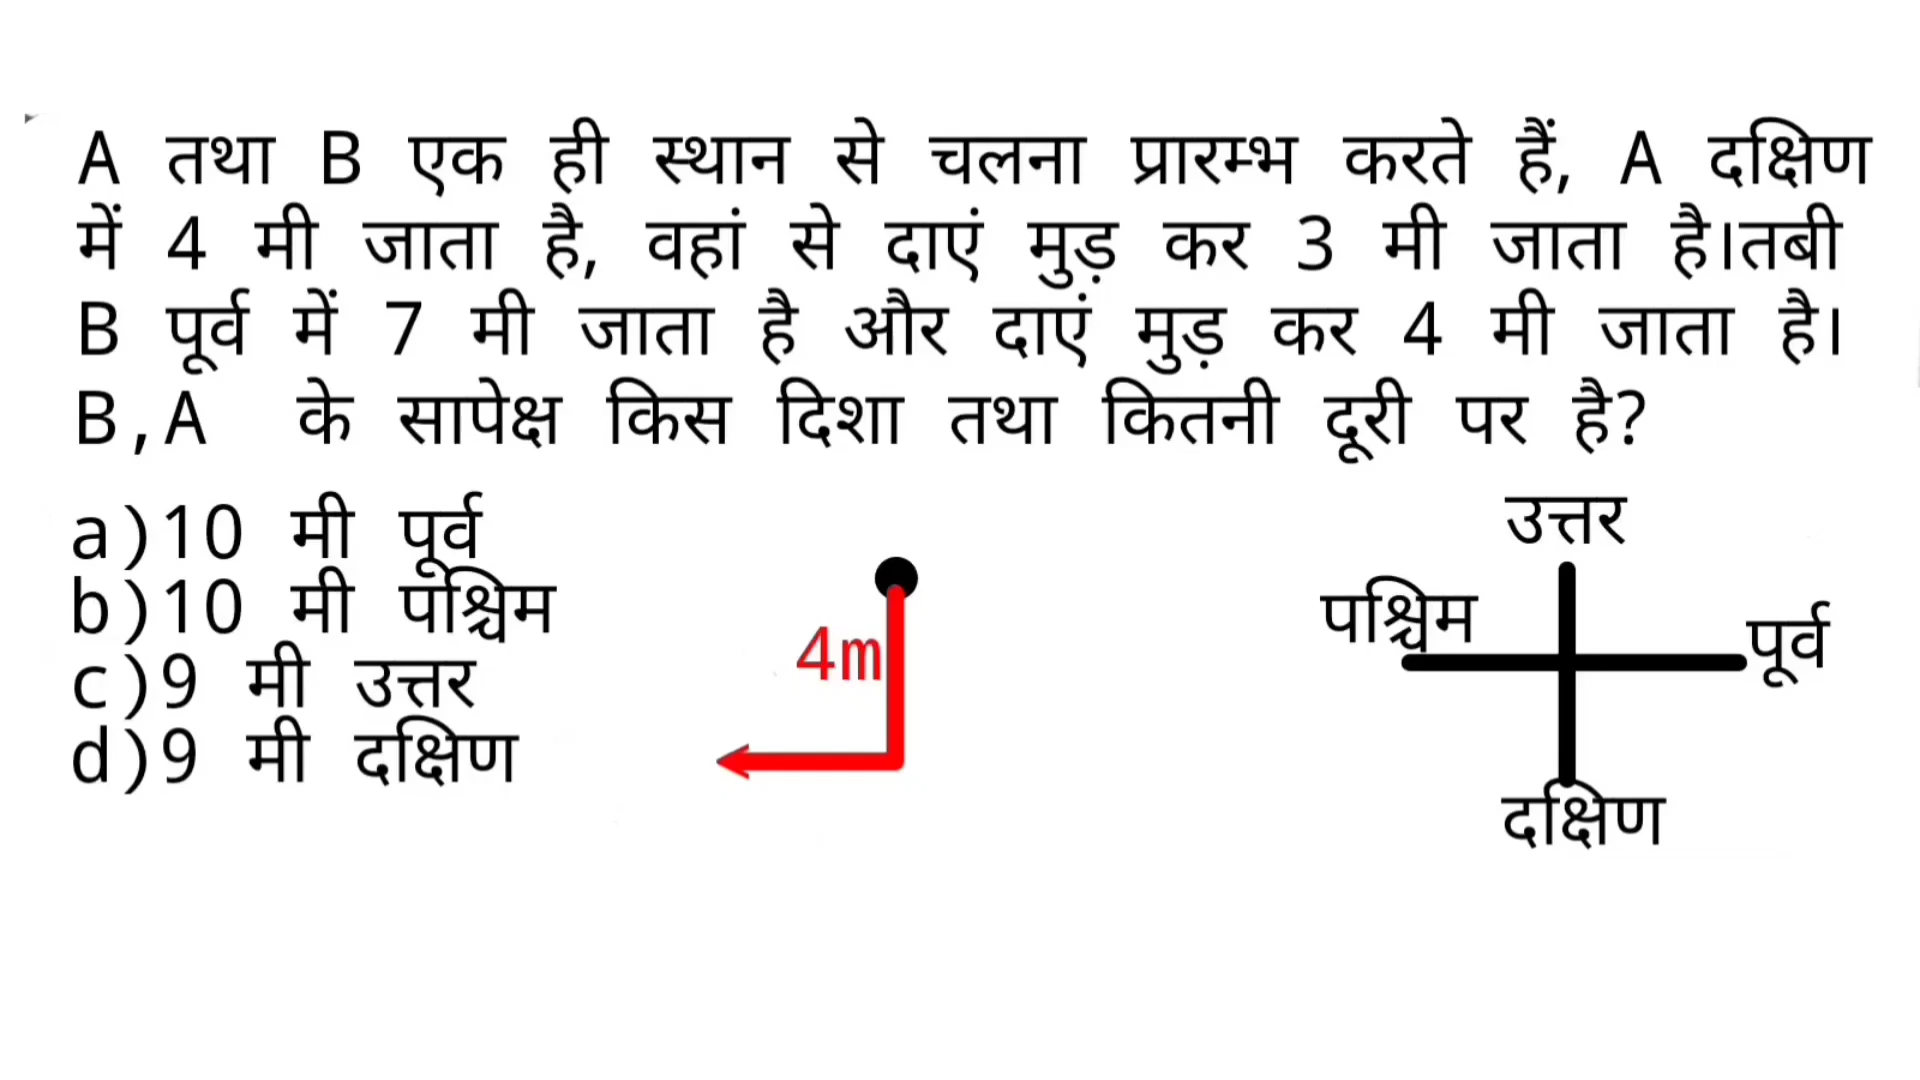 A तथा B एक ही स्थान से चलना प्रारम्भ करते हैं, A दक्षिण
में 4 मी जाता है, वहां से दाएं मुड़ कर 3 मी जाता है।तबी
B पूर्व में 7 मी जाता है और दाएं मुड़ कर 4 मी जाता है।
B,A के सापेक्ष किस दिशा तथा कितनी दूरी पर है?
a)10 मी पूर्व
b)10 मी पश्चिम
c)9 मी उत्तर
d)9 मी दक्षिण
4m
उत्तर
पश्चिम
पूर्व
दक्षिण